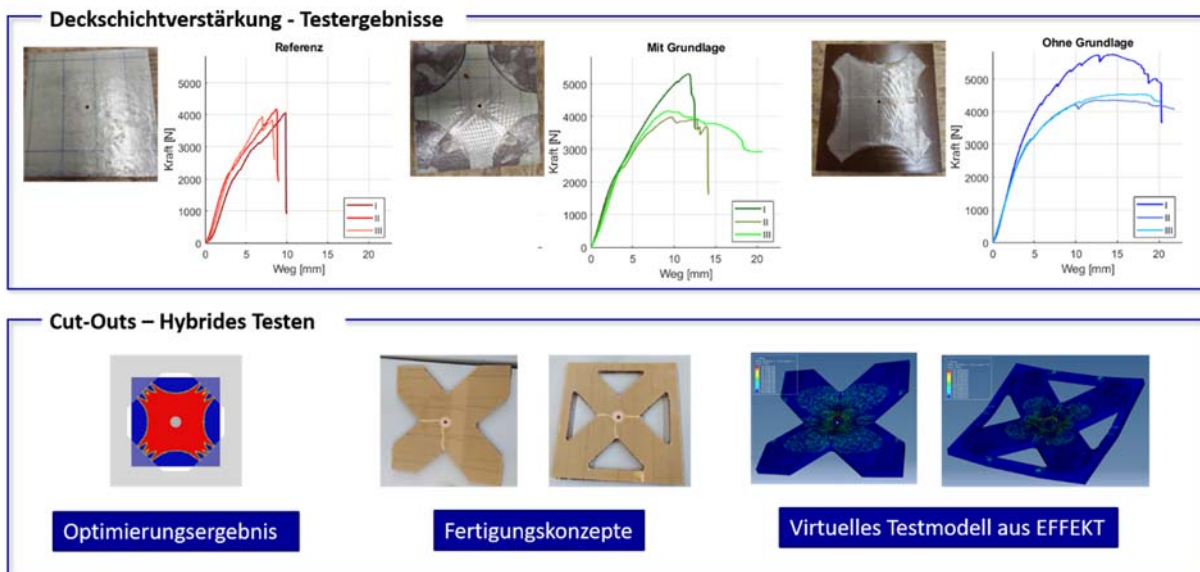 Deckschichtverstärkung - Testergebnisse
Referenz
Kraft [N]
5000
4000
3000
2000
1000
0
0 5 10 15 20
Weg [mm]
I
II
III
Mit Grundlage
Kraft [N]
5000
4000
3000
2000
1000
0
0 5 10 15 20
Weg [mm]
I
II
III
Ohne Grundlage
Kraft [N]
5000
4000
3000
2000
1000
0
0 5 10 15 20
Weg [mm]
I
II
III
Cut-Outs – Hybrides Testen
Optimierungsergebnis
Fertigungskonzepte
Virtuelles Testmodell aus EFFEKT